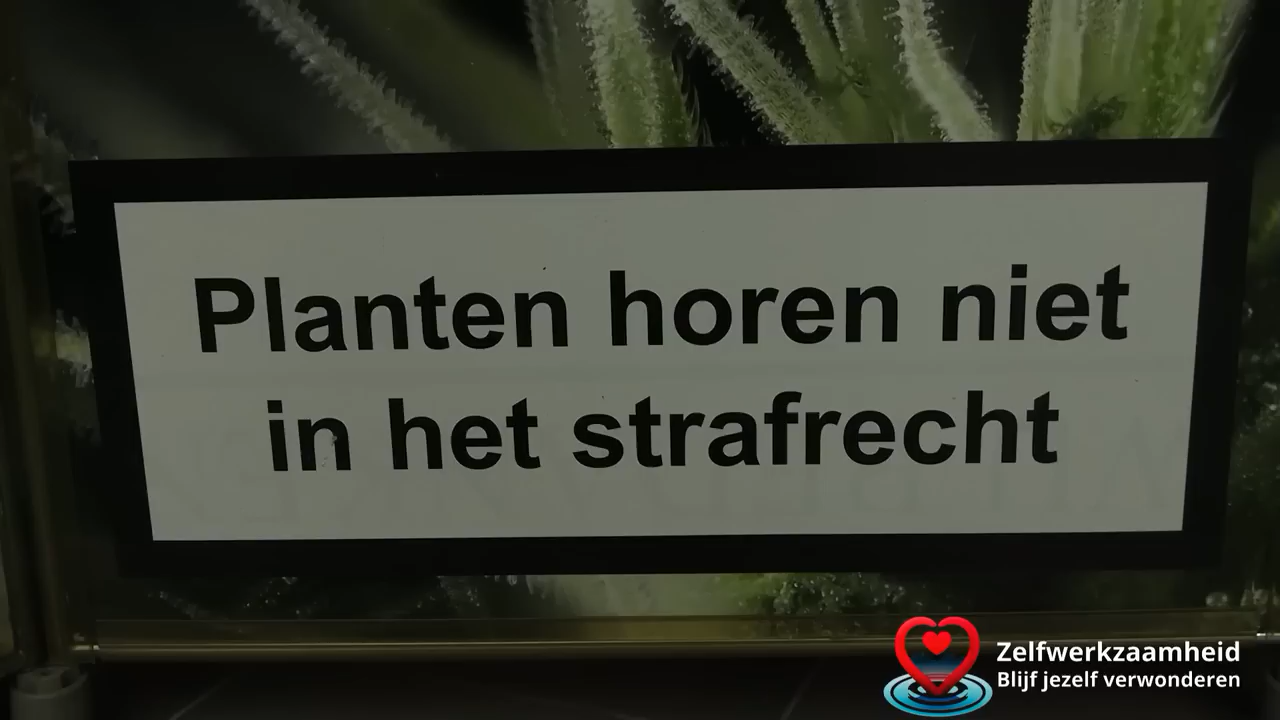 Planten horen niet
in het strafrecht
Zelfwerkzaamheid
Blijf jezelf verwonderen